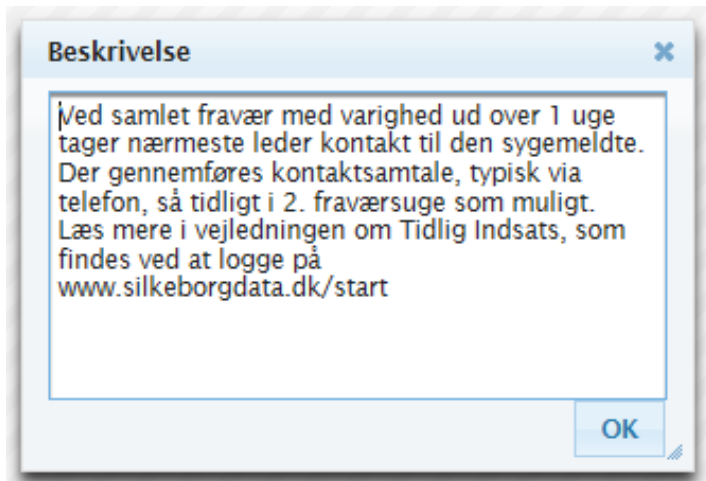 Beskrivelse
Ved samlet fravær med varighed ud over 1 uge
tager nærmeste leder kontakt til den sygemeldte.
Der gennemføres kontaktsamtale, typisk via
telefon, så tidligt i 2. fraværsuge som muligt.
Læs mere i vejledningen om Tidlig Indsats, som
findes ved at logge på
www.silkeborgdata.dk/start
OK